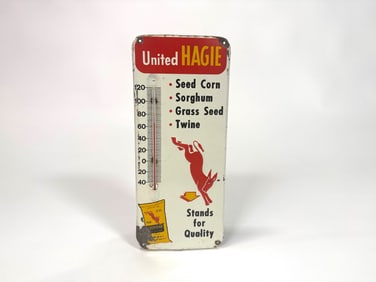 United HAGIE
• Seed Corn
• Sorghum
• Grass Seed
• Twine
120
100
80
60
40
20
0
20
40
Stands
for
Quality